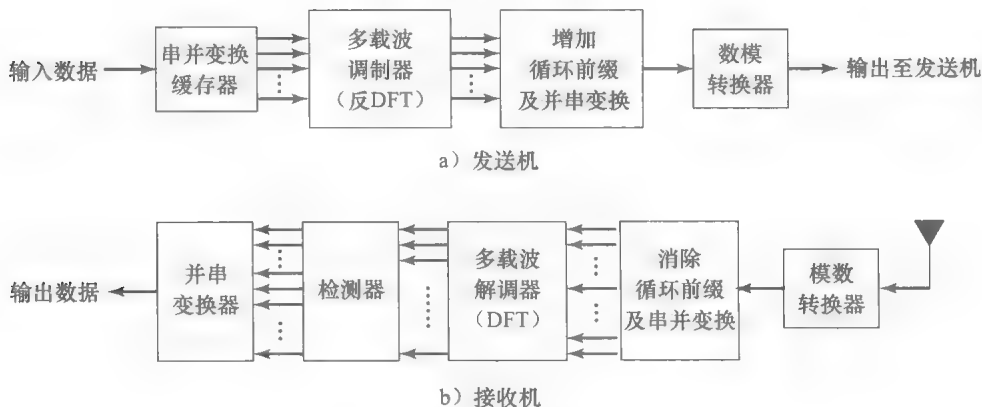 输入数据
串并变换
缓存器
多载波
调制器
（反DFT）
增加
循环前缀
及并串变换
数模
转换器
输出至发送机
a）发送机
输出数据
并串
变换器
检测器
多载波
解调器
(DFT)
消除
循环前缀
及串并变换
模数
转换器
b）接收机